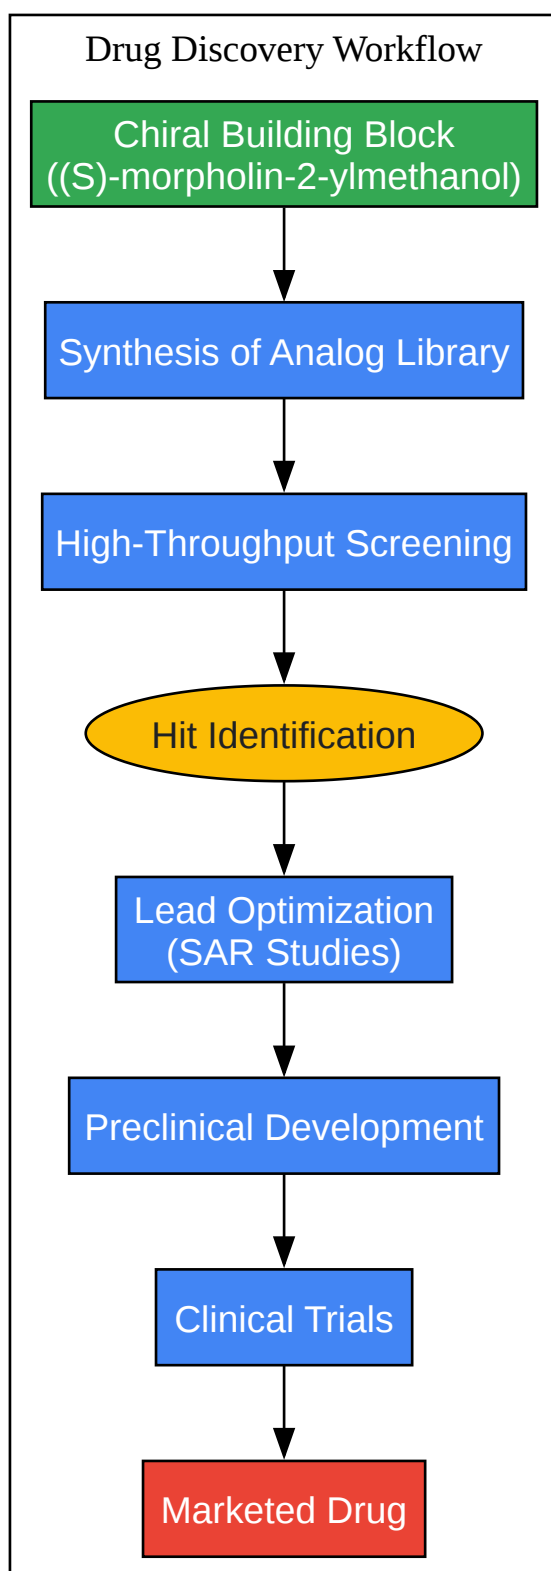 Drug Discovery Workflow
Chiral Building Block
((S)-morpholin-2-ylmethanol)
Synthesis of Analog Library
High-Throughput Screening
Hit Identification
Lead Optimization
(SAR Studies)
Preclinical Development
Clinical Trials
Marketed Drug